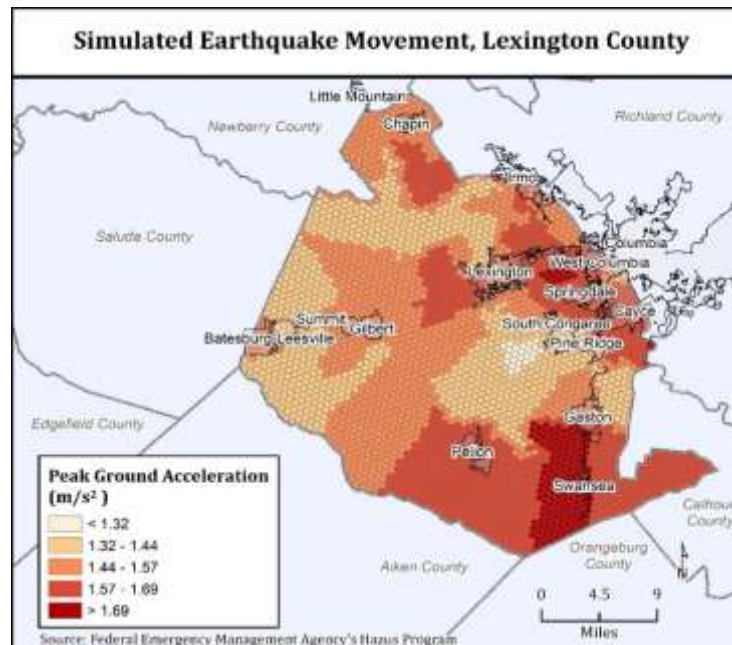 Simulated Earthquake Movement, Lexington County
Little Mountain
Newberry County
Chapin
Richland County
Irmo
Saluda County
Columbia
West Columbia
Lexington
Springdale
Cayce
Summit
South Congaree
Gilbert
Batesburg-Leesville
Pine Ridge
Edgefield County
Gaston
Pelion
Swansea
Peak Ground Acceleration
(m/s² )
< 1.32
1.32 - 1.44
1.44 - 1.57
1.57 - 1.69
> 1.69
Calhoun
County
Aiken County
Orangeburg
County
N
0 4.5 9
Miles
Source: Federal Emergency Management Agency's Hazus Program